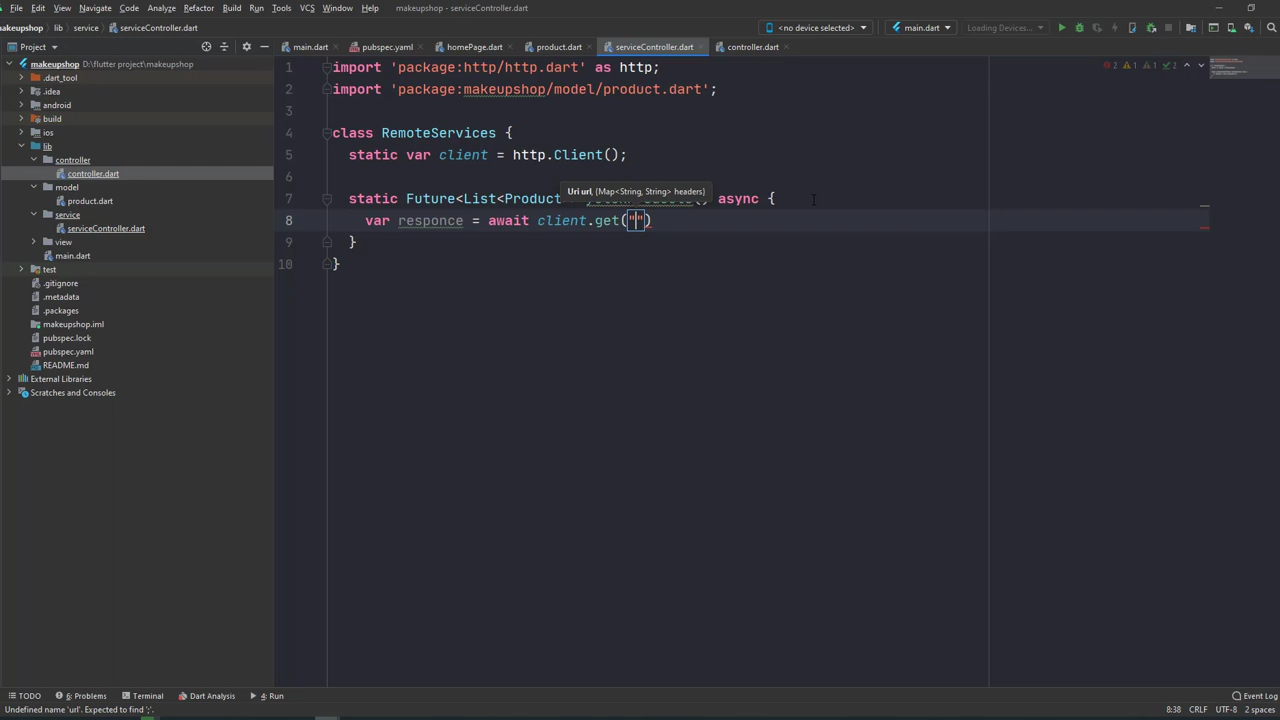 File Edit View Navigate Code Analyze Refactor Build Run Tools VCS Window Help makeupshop - serviceController.dart
makeupshop lib service serviceController.dart <no device selected> main.dart Loading Devices...
Project main.dart pubspec.yaml homePage.dart product.dart serviceController.dart controller.dart
makeupshop D:\flutter project\makeupshop
.dart_tool
.idea
android
build
ios
lib
controller
controller.dart
model
product.dart
service
serviceController.dart
view
main.dart
test
.gitignore
.metadata
.packages
makeupshop.iml
pubspec.lock
pubspec.yaml
README.md
External Libraries
Scratches and Consoles
2 1 1 2
1 import 'package:http/http.dart' as http;
2 import 'package:makeupshop/model/product.dart';
3
4 class RemoteServices {
5 static var client = http.Client();
6
Uri url, {Map<String, String> headers}
7 static Future<List<Product async {
8 var responce = await client.get("")
9 }
10 }
TODO 6: Problems Terminal Dart Analysis 4: Run Event Log
Undefined name 'url'. Expected to find ';'. 8:38 CRLF UTF-8 2 spaces